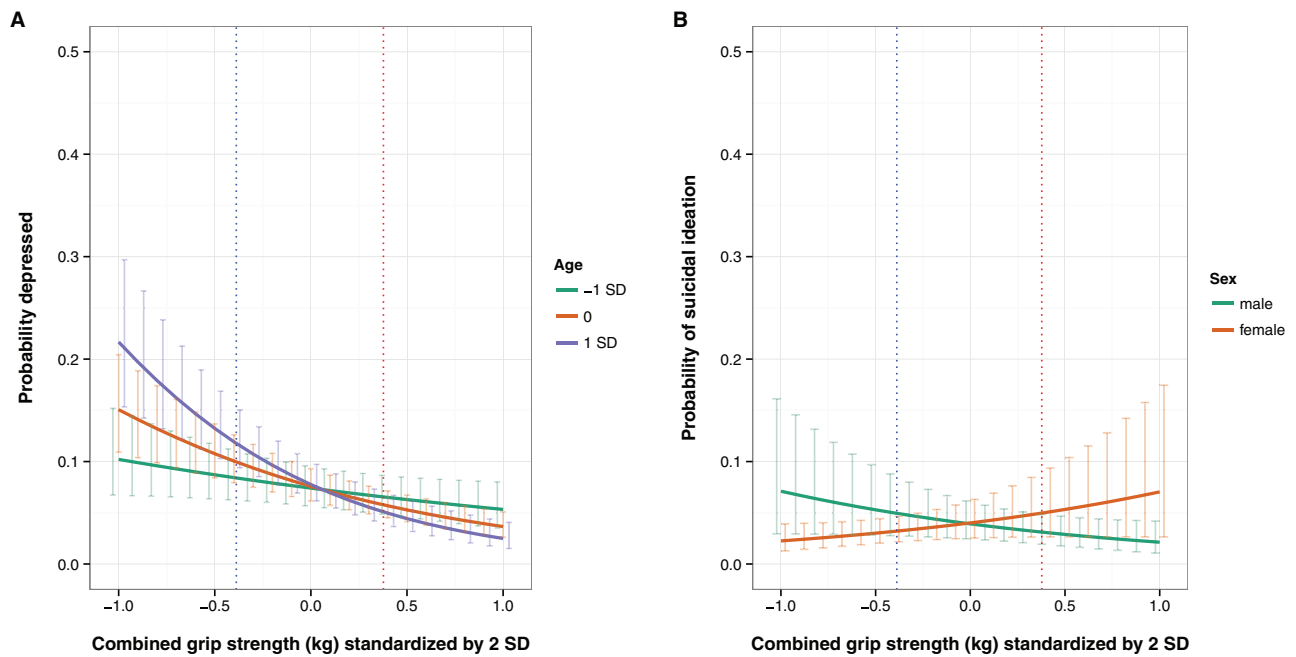 A
0.5
0.4
0.3
0.2
0.1
0.0
Probability depressed
−1.0
−0.5
0.0
0.5
1.0
Combined grip strength (kg) standardized by 2 SD
Age
−1 SD
0
1 SD
B
0.5
0.4
0.3
0.2
0.1
0.0
Probability of suicidal ideation
−1.0
−0.5
0.0
0.5
1.0
Combined grip strength (kg) standardized by 2 SD
Sex
male
female